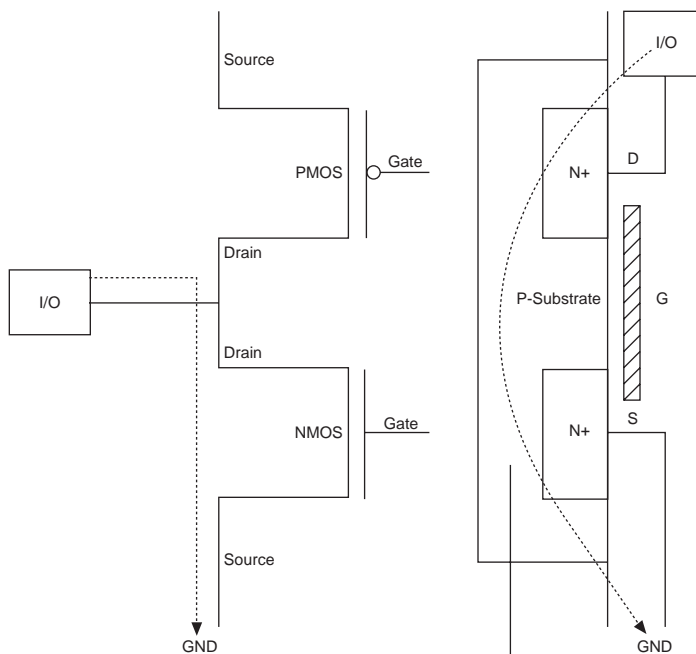 Source
PMOS
Gate
Drain
I/O
Drain
NMOS
Gate
Source
GND
I/O
D
N+
P-Substrate
G
S
N+
GND